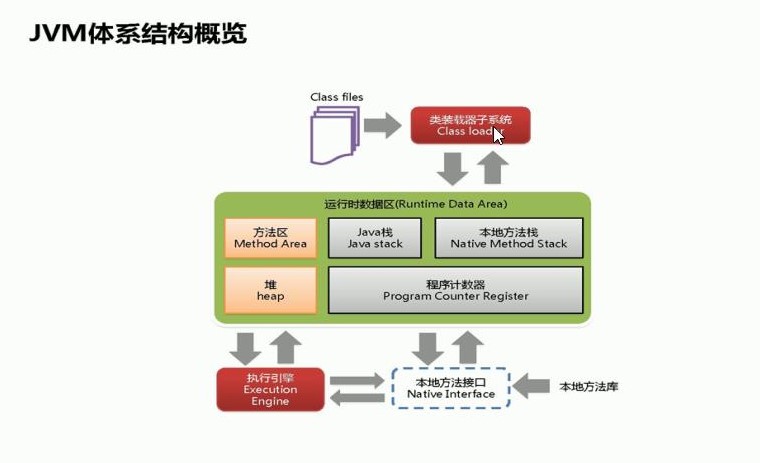 JVM体系结构概览
Class files
类装载器子系统
Class loader
运行时数据区(Runtime Data Area)
方法区
Method Area
Java栈
Java stack
本地方法栈
Native Method Stack
堆
heap
程序计数器
Program Counter Register
执行引擎
Execution
Engine
本地方法接口
Native Interface
本地方法库